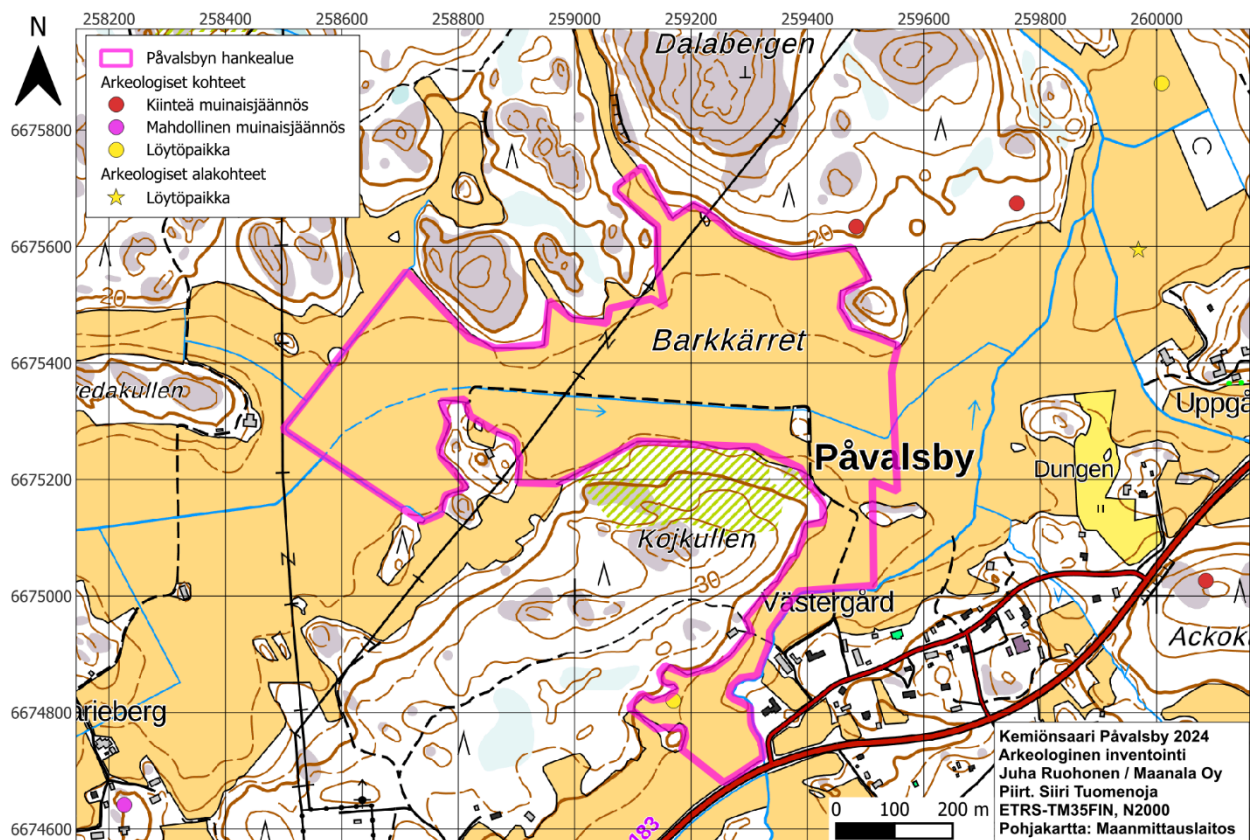 258200 258400 258600 258800 259000 259200 259400 259600 259800 260000
N
Påvalsbyn hankealue
Arkeologiset kohteet
Kiinteä muinaisjäännös
Mahdollinen muinaisjäännös
Löytöpaikka
Arkeologiset alakohteet
Löytöpaikka
Dalabergen
6675800
6675600
20
20
Barkkärret
6675400
vedakullen
Uppgå
Påvalsby
Dungen
6675200
Kojkullen
30
6675000
Västergård
Ackok
6674800
arieberg
6674600
183
0 100 200 m
Kemiönsaari Påvalsby 2024
Arkeologinen inventointi
Juha Ruohonen / Maanala Oy
Piirt. Siiri Tuomenoja
ETRS-TM35FIN, N2000
Pohjakartta: Maanmittauslaitos